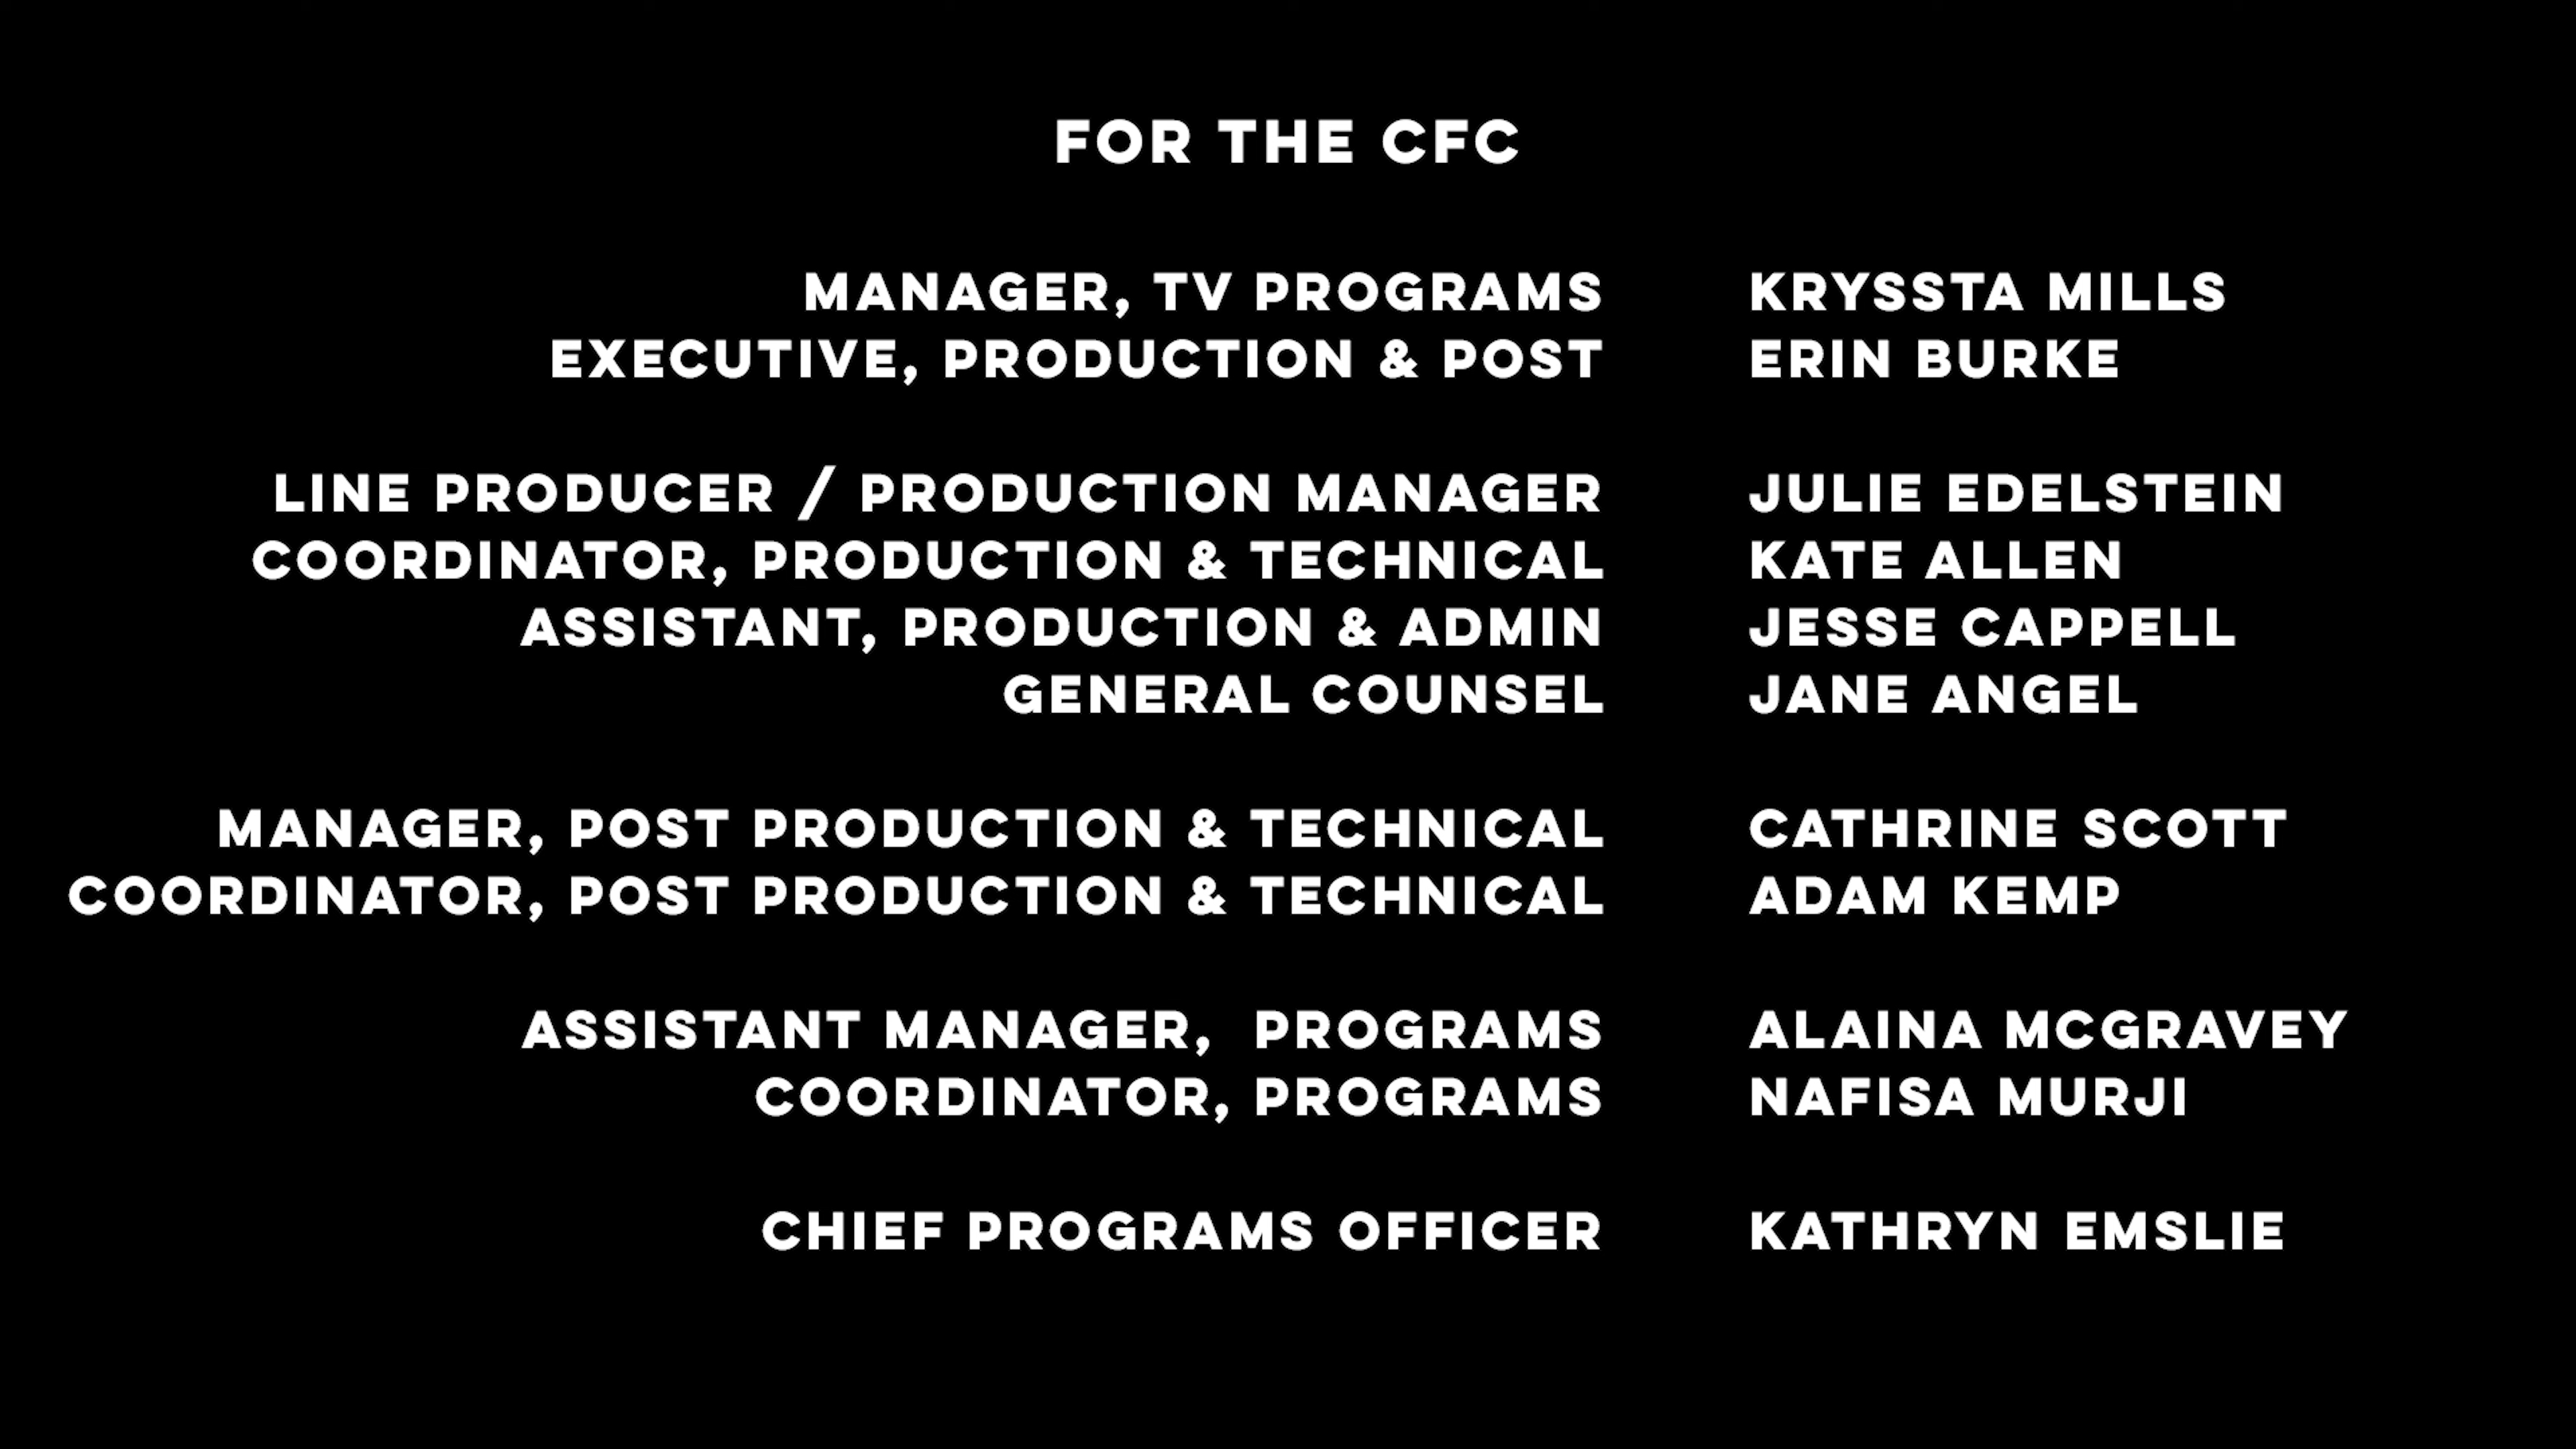 FOR THE CFC
MANAGER, TV PROGRAMS KRYSSTA MILLS
EXECUTIVE, PRODUCTION & POST ERIN BURKE
LINE PRODUCER / PRODUCTION MANAGER JULIE EDELSTEIN
COORDINATOR, PRODUCTION & TECHNICAL KATE ALLEN
ASSISTANT, PRODUCTION & ADMIN JESSE CAPPELL
GENERAL COUNSEL JANE ANGEL
MANAGER, POST PRODUCTION & TECHNICAL CATHRINE SCOTT
COORDINATOR, POST PRODUCTION & TECHNICAL ADAM KEMP
ASSISTANT MANAGER, PROGRAMS ALAINA MCGRAVEY
COORDINATOR, PROGRAMS NAFISA MURJI
CHIEF PROGRAMS OFFICER KATHRYN EMSLIE